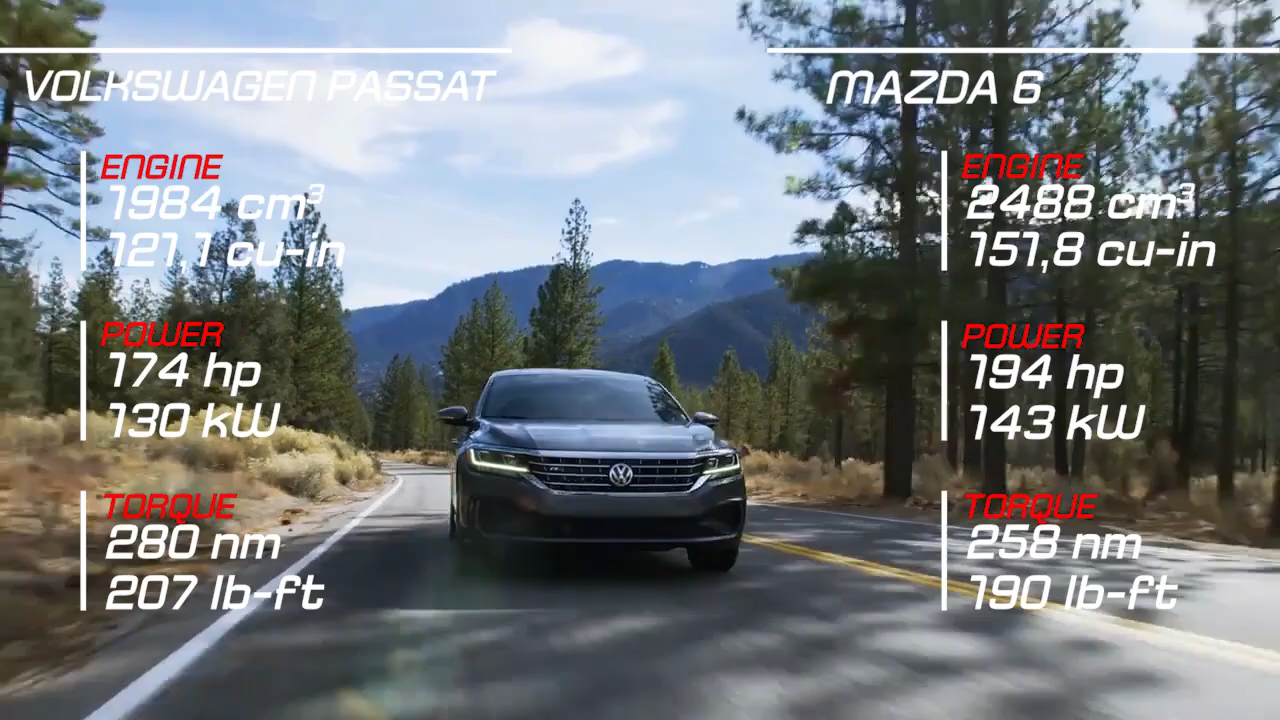 VOLKSWAGEN PASSAT
ENGINE
1984 cm³
121,1 cu-in
POWER
174 hp
130 kW
TORQUE
280 nm
207 lb-ft
MAZDA 6
ENGINE
2488 cm³
151,8 cu-in
POWER
194 hp
143 kW
TORQUE
258 nm
190 lb-ft